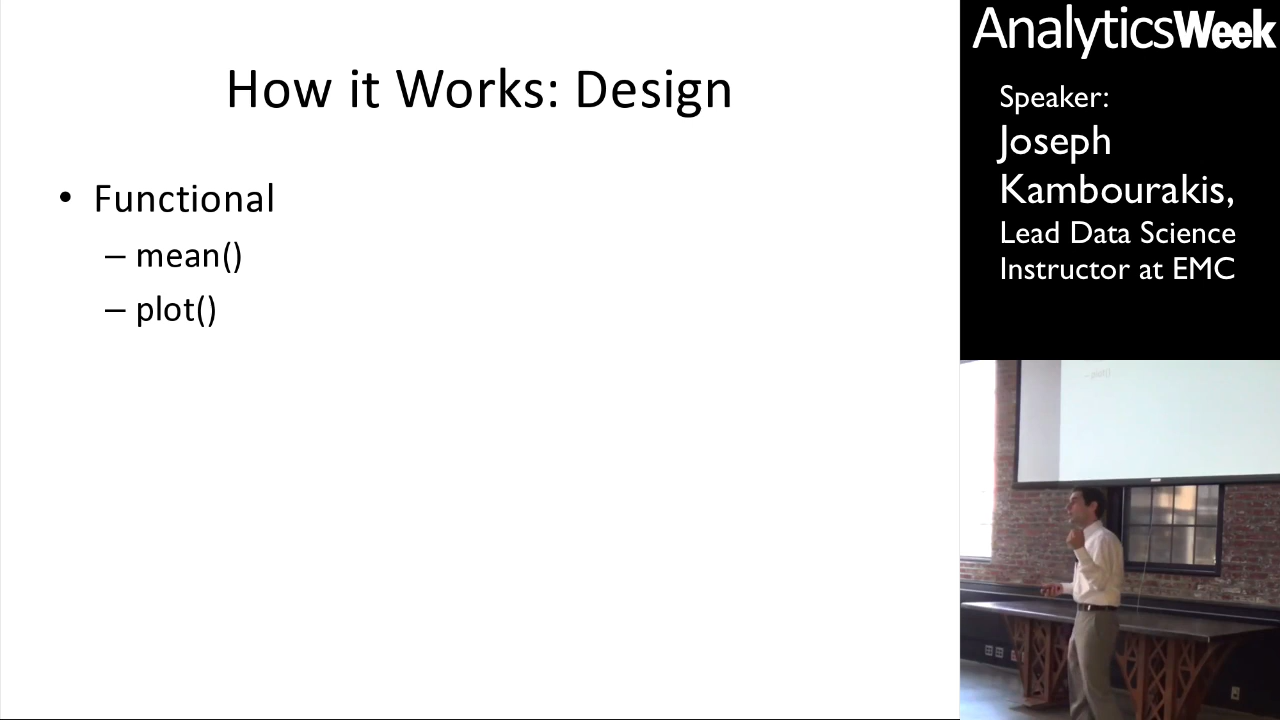 How it Works: Design
• Functional
– mean()
– plot()
AnalyticsWeek
Speaker:
Joseph
Kambourakis,
Lead Data Science
Instructor at EMC